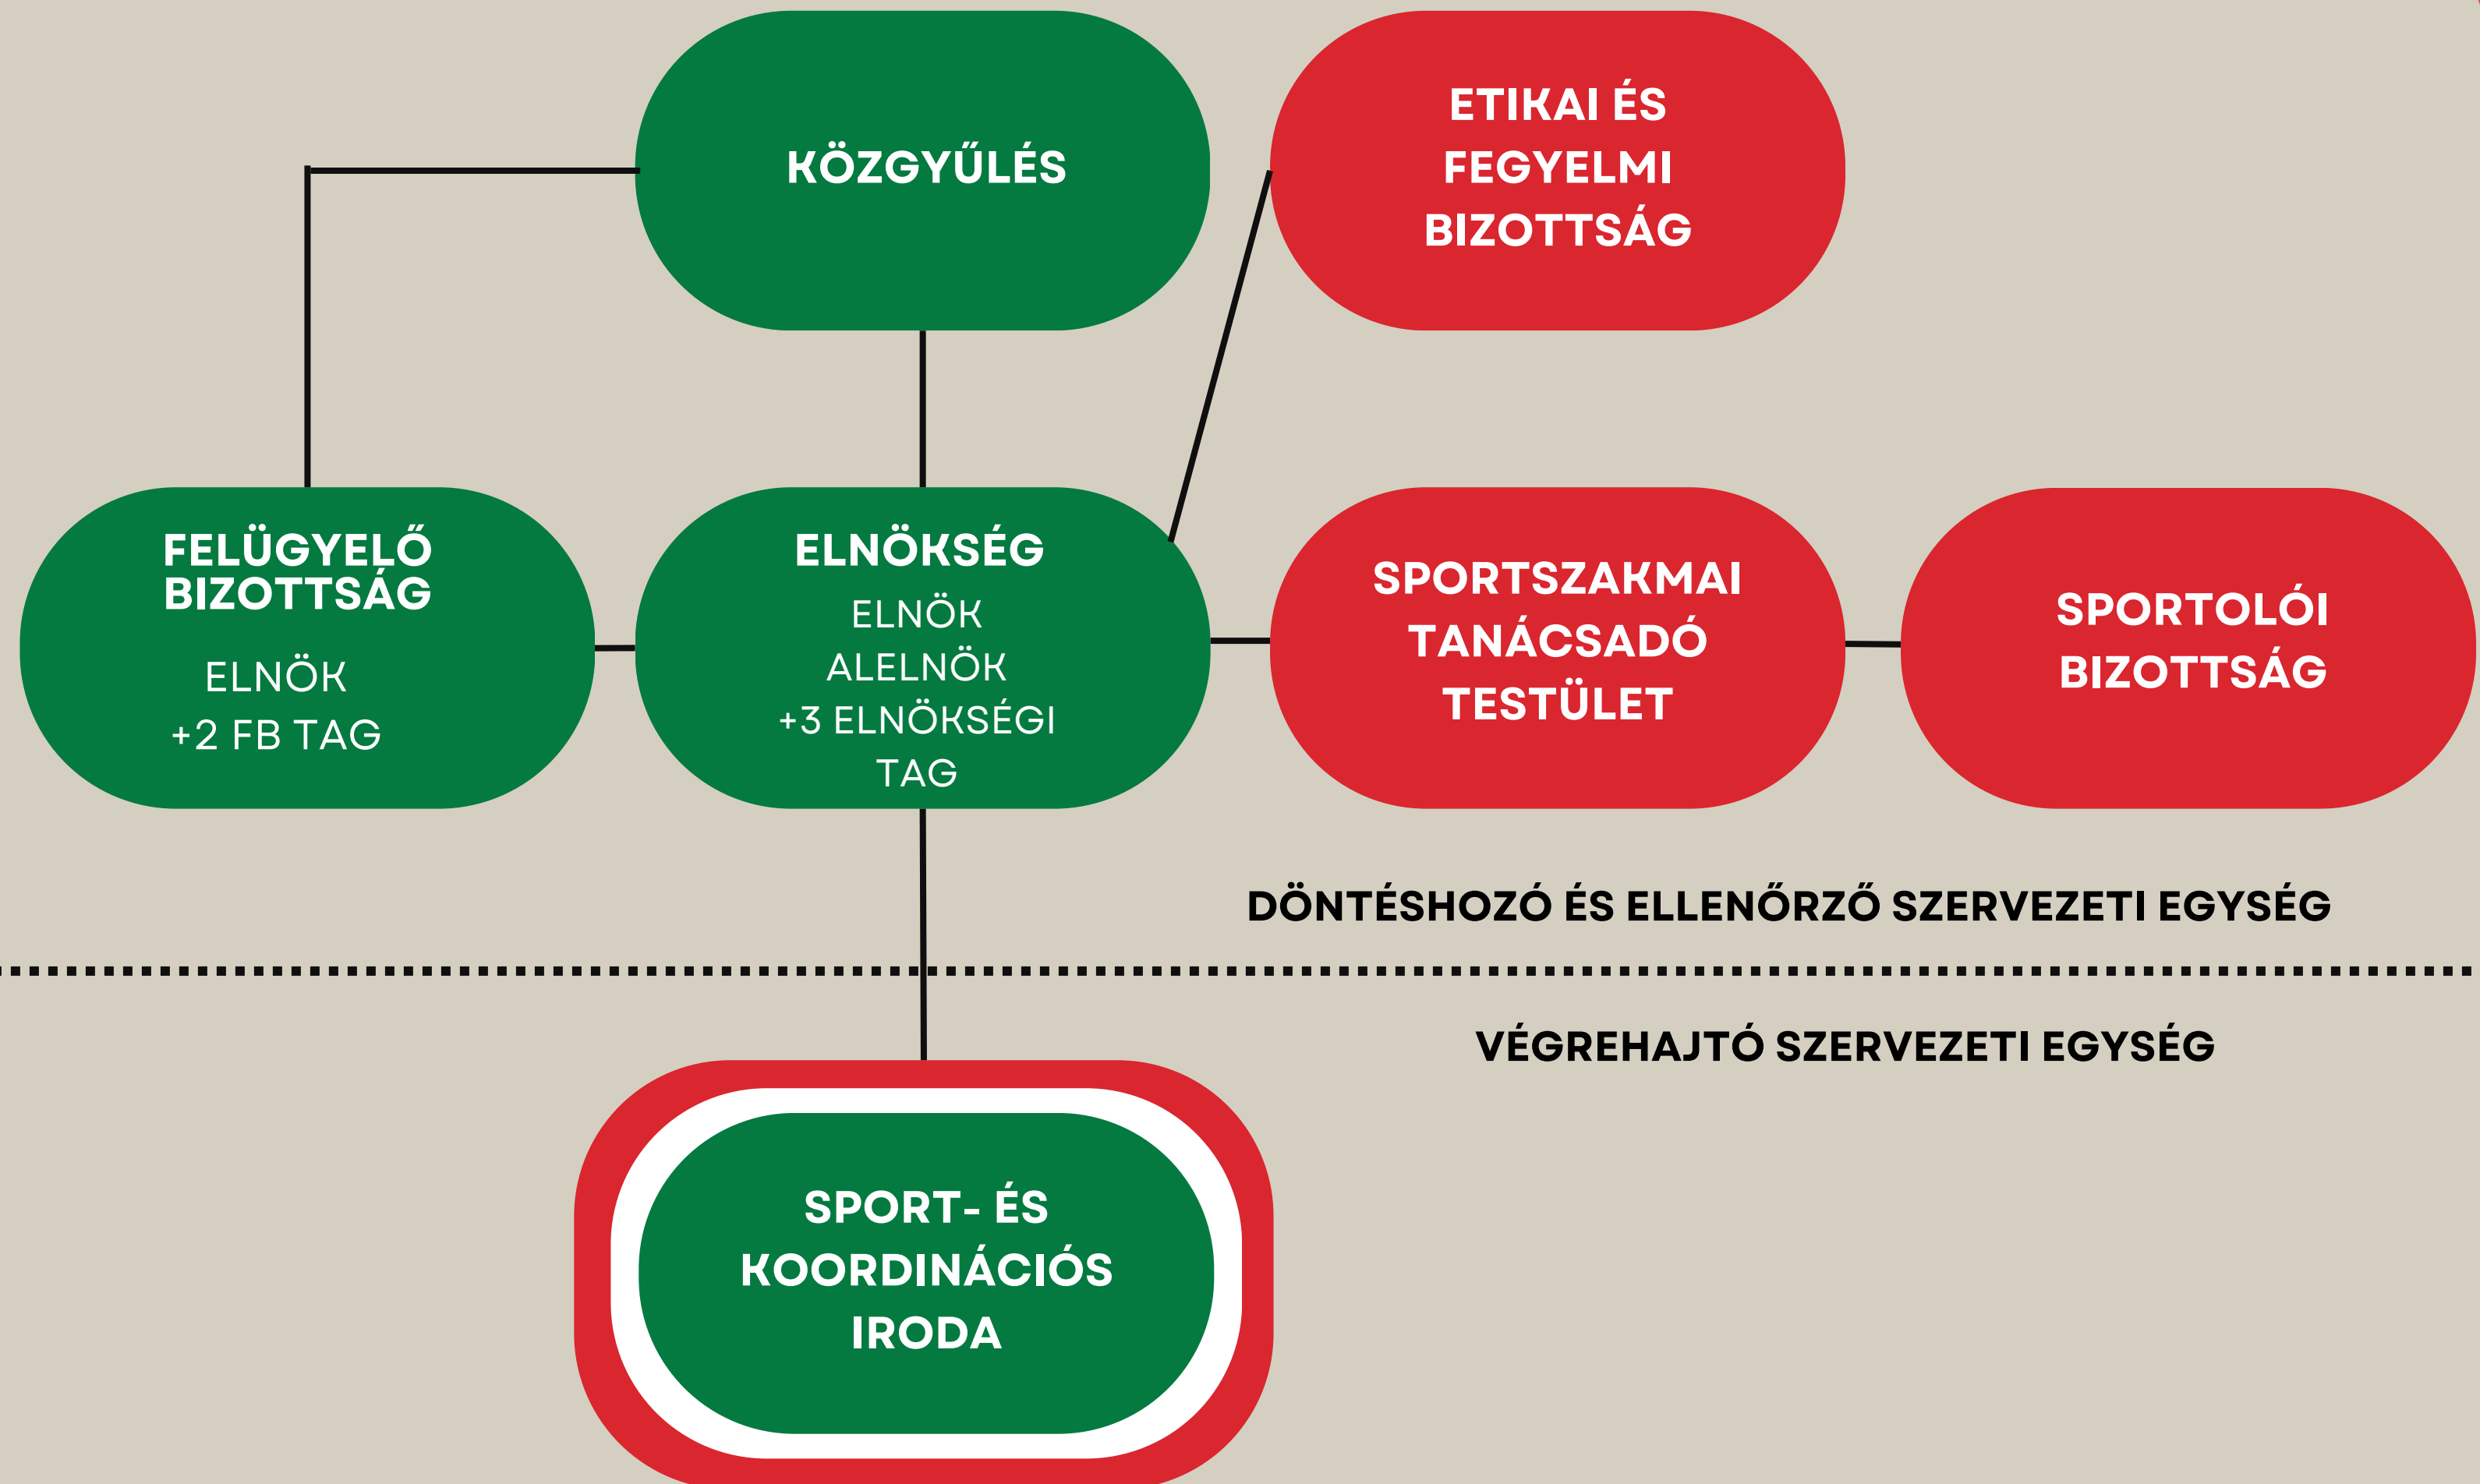 KÖZGYŰLÉS
ETIKAI ÉS
FEGYELMI
BIZOTTSÁG
FELÜGYELŐ
BIZOTTSÁG
ELNÖK
+2 FB TAG
ELNÖKSÉG
ELNÖK
ALELNÖK
+3 ELNÖKSÉGI
TAG
SPORTSZAKMAI
TANÁCSADÓ
TESTÜLET
SPORTOLÓI
BIZOTTSÁG
DÖNTÉSHOZÓ ÉS ELLENŐRZŐ SZERVEZETI EGYSÉG
VÉGREHAJTÓ SZERVEZETI EGYSÉG
SPORT- ÉS
KOORDINÁCIÓS
IRODA